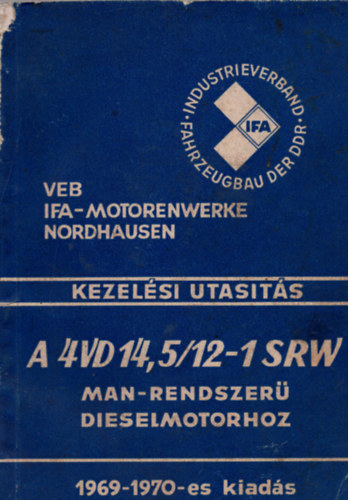 INDUSTRIEVERBAND
FAHRZEUGBAU DER DDR
IFA
VEB
IFA-MOTORENWERKE
NORDHAUSEN
KEZELÉSI UTASITÁS
A 4VD 14,5/12-1 SRW
MAN-RENDSZERÜ
DIESELMOTORHOZ
1969-1970-es kiadás